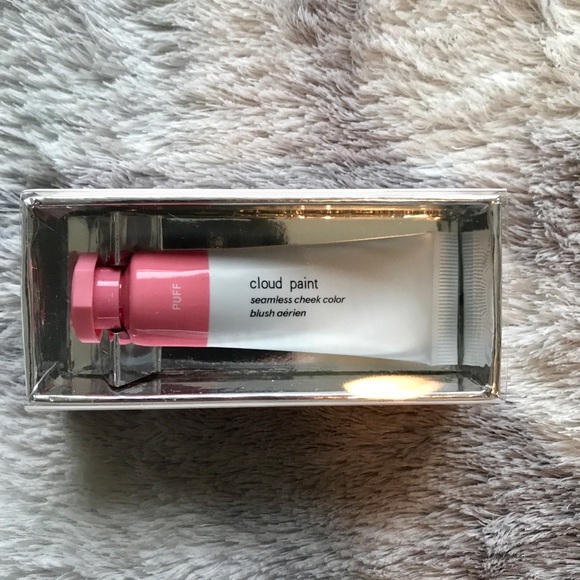 PUFF
cloud paint
seamless cheek color
blush aérien